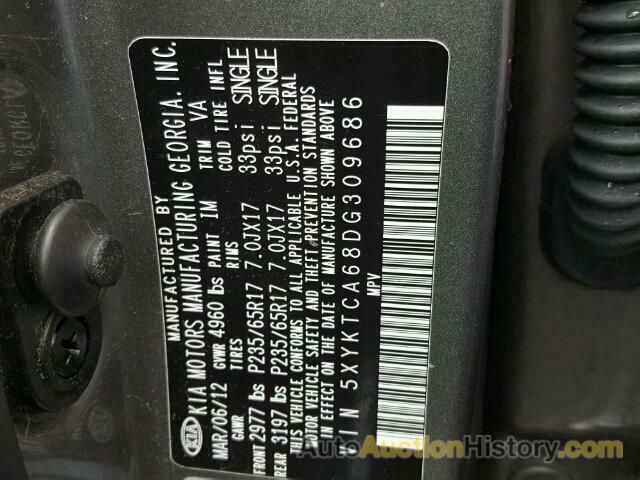 MANUFACTURED BY
KIA KIA MOTORS MANUFACTURING GEORGIA, INC.
MAR/06/12 GVWR 4960 lbs PAINT IM TRIM VA
GAWR TIRES RIMS COLD TIRE INFL
FRONT 2977 lbs P235/65R17 7.0JX17 33psi SINGLE
REAR 3197 lbs P235/65R17 7.0JX17 33psi SINGLE
THIS VEHICLE CONFORMS TO ALL APPLICABLE U.S.A. FEDERAL
MOTOR VEHICLE SAFETY AND THEFT PREVENTION STANDARDS
IN EFFECT ON THE DATE OF MANUFACTURE SHOWN ABOVE
VIN 5XYKTCA68DG309686
MPV
AutoAuctionHistory.com